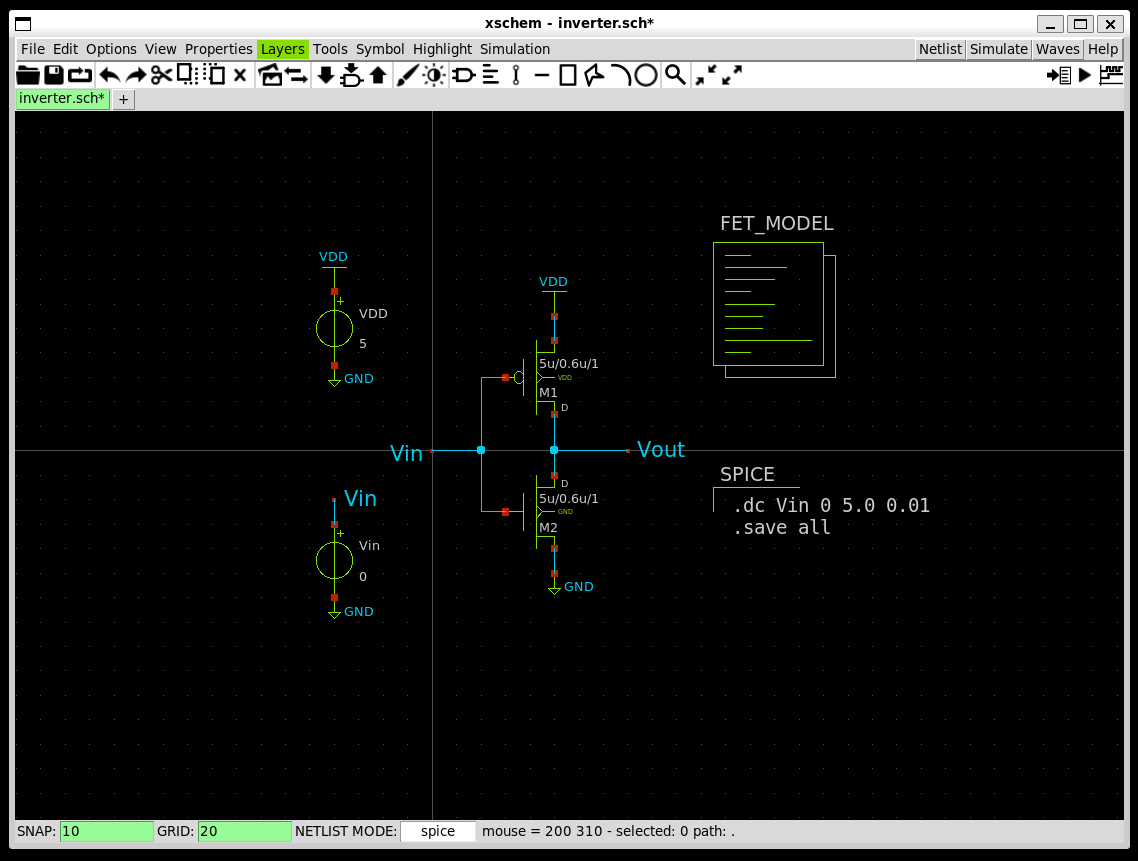 xschem - inverter.sch*
File Edit Options View Properties Layers Tools Symbol Highlight Simulation Netlist Simulate Waves Help
inverter.sch* +
FET_MODEL
VDD
+
VDD
5
GND
VDD
5u/0.6u/1
VDD
M1
D
Vin
Vout
D
5u/0.6u/1
GND
M2
GND
Vin
+
Vin
0
GND
SPICE
.dc Vin 0 5.0 0.01
.save all
SNAP: 10 GRID: 20 NETLIST MODE: spice mouse = 200 310 - selected: 0 path: .